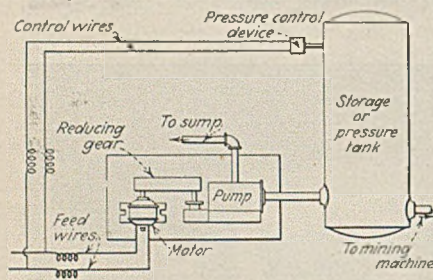 Pressure control
device
Control wires
Storage
or
pressure
tank
To sump
Reducing
gear
Pump
Feed
wires
Motor
To mining
machine